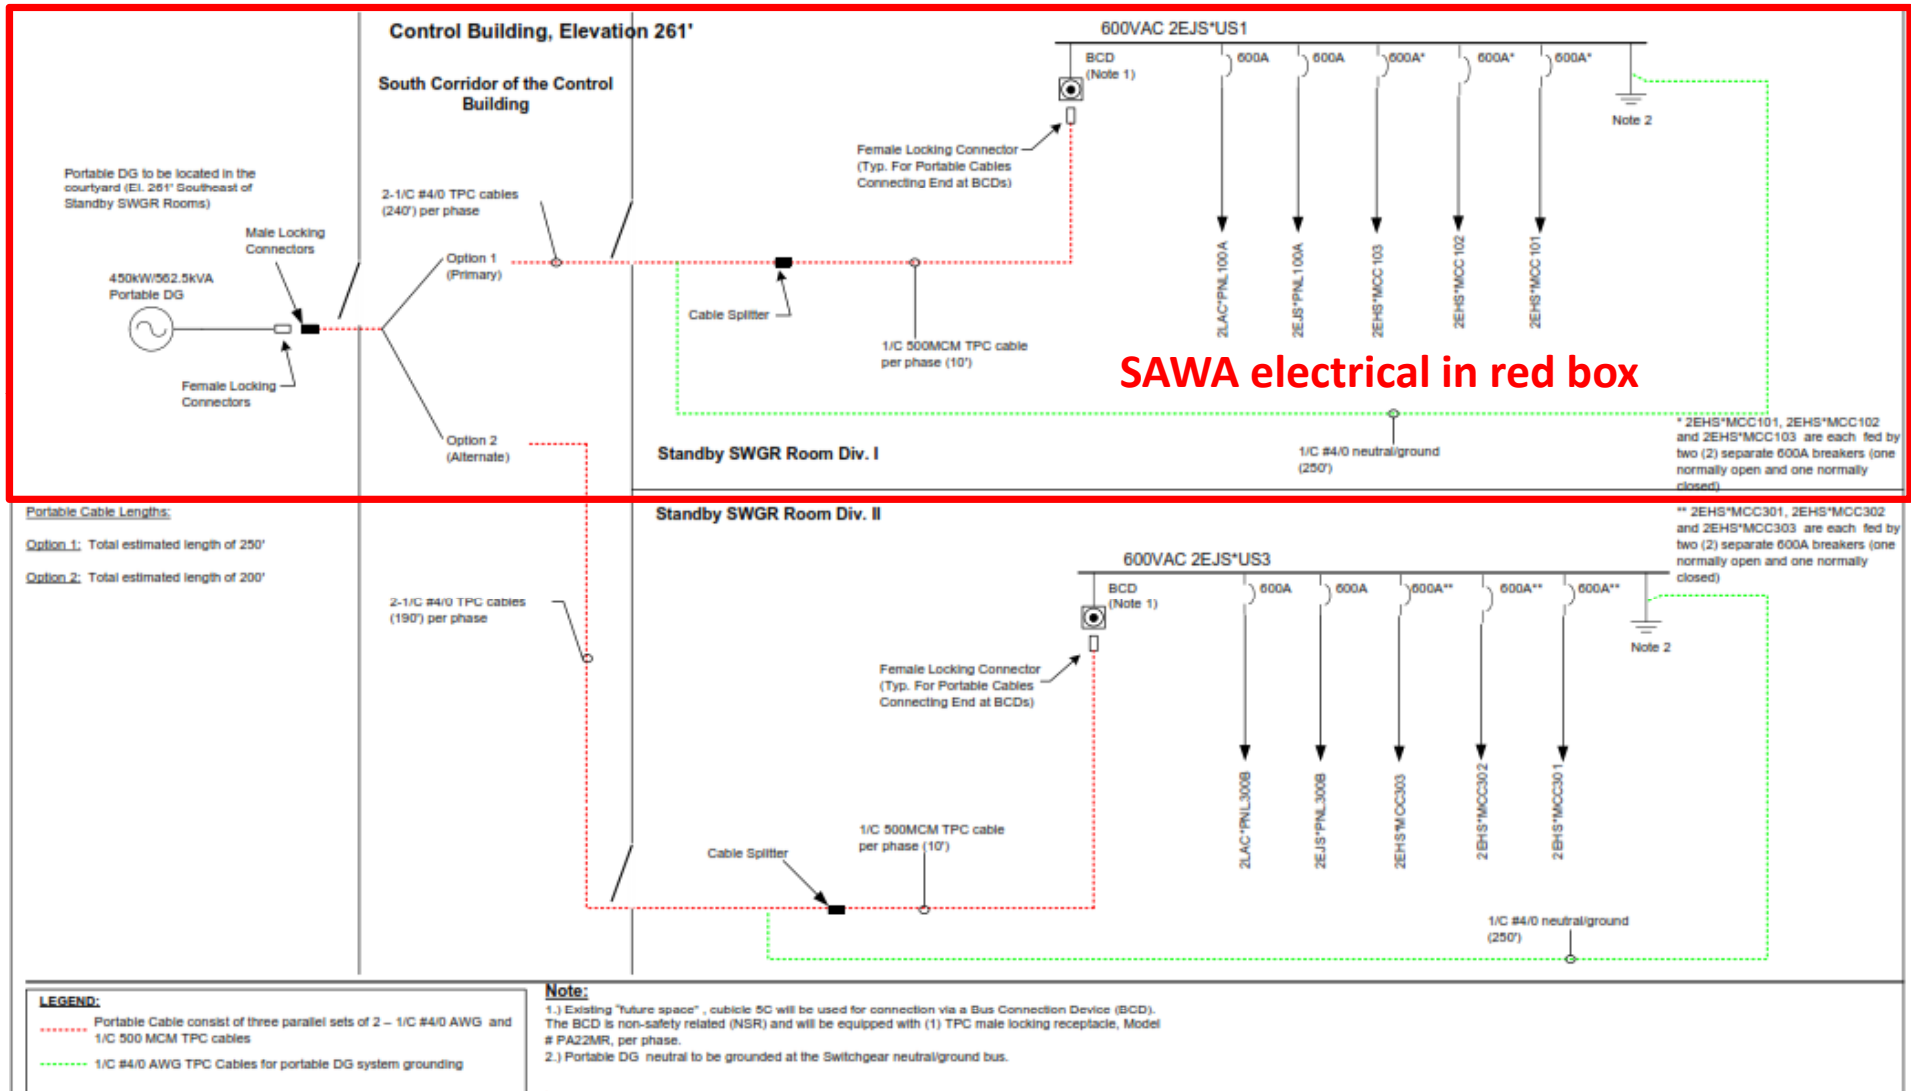 Control Building, Elevation 261'
South Corridor of the Control
Building
Portable DG to be located in the
courtyard (El. 261' Southeast of
Standby SWGR Rooms)
Male Locking
Connectors
450kW/562.5kVA
Portable DG
Female Locking
Connectors
2-1/C #4/0 TPC cables
(240') per phase
Option 1
(Primary)
Option 2
(Alternate)
600VAC 2EJS*US1
BCD
(Note 1)
600A
600A
600A*
600A*
600A*
Note 2
Female Locking Connector
(Typ. For Portable Cables
Connecting End at BCDs)
Cable Splitter
1/C 500MCM TPC cable
per phase (10')
2LAC*PNL100A
2EJS*PNL100A
2EHS*MCC103
2EHS*MCC102
2EHS*MCC101
SAWA electrical in red box
Standby SWGR Room Div. I
1/C #4/0 neutral/ground
(250')
* 2EHS*MCC101, 2EHS*MCC102
and 2EHS*MCC103 are each fed by
two (2) separate 600A breakers (one
normally open and one normally
closed)
Portable Cable Lengths:
Option 1: Total estimated length of 250'
Option 2: Total estimated length of 200'
Standby SWGR Room Div. II
** 2EHS*MCC301, 2EHS*MCC302
and 2EHS*MCC303 are each fed by
two (2) separate 600A breakers (one
normally open and one normally
closed)
600VAC 2EJS*US3
BCD
(Note 1)
600A
600A
600A**
600A**
600A**
Note 2
2-1/C #4/0 TPC cables
(190') per phase
Female Locking Connector
(Typ. For Portable Cables
Connecting End at BCDs)
2LAC*PNL300B
2EJS*PNL300B
2EHS*MCC303
2EHS*MCC302
2EHS*MCC301
Cable Splitter
1/C 500MCM TPC cable
per phase (10')
1/C #4/0 neutral/ground
(250')
LEGEND:
Portable Cable consist of three parallel sets of 2 – 1/C #4/0 AWG and
1/C 500 MCM TPC cables
1/C #4/0 AWG TPC Cables for portable DG system grounding
Note:
1.) Existing "future space" , cubicle 5C will be used for connection via a Bus Connection Device (BCD).
The BCD is non-safety related (NSR) and will be equipped with (1) TPC male locking receptacle, Model
# PA22MR, per phase.
2.) Portable DG neutral to be grounded at the Switchgear neutral/ground bus.